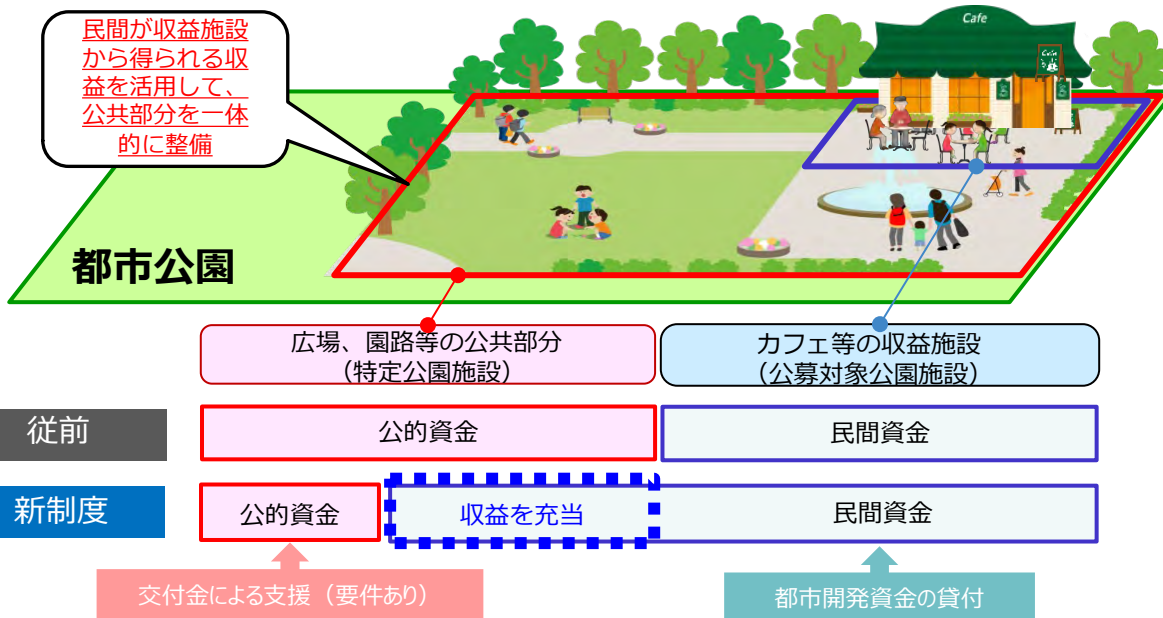 Cafe
民間が収益施設
から得られる収
益を活用して、
公共部分を一体
的に整備
都市公園
広場、園路等の公共部分
（特定公園施設）
カフェ等の収益施設
（公募対象公園施設）
従前
公的資金
民間資金
新制度
公的資金
収益を充当
民間資金
交付金による支援（要件あり）
都市開発資金の貸付